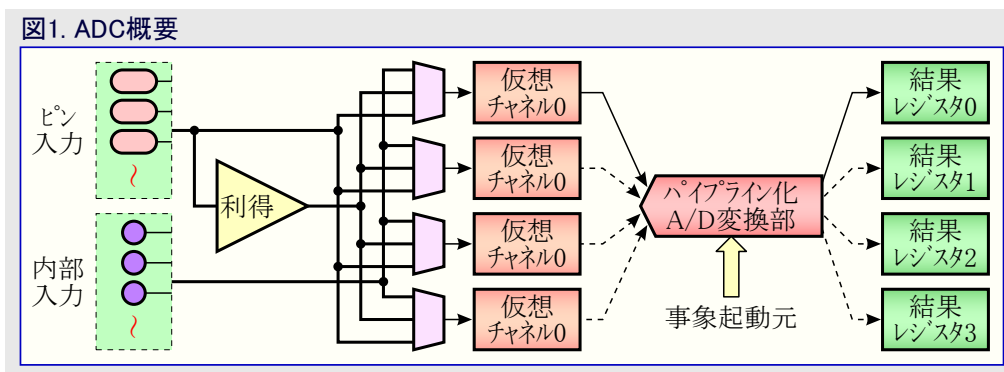 図1. ADC概要
ピン
入力
内部
入力
利得
仮想
チャネル0
仮想
チャネル0
仮想
チャネル0
仮想
チャネル0
パイプライン化
A/D変換部
事象起動元
結果
レジスタ0
結果
レジスタ1
結果
レジスタ2
結果
レジスタ3